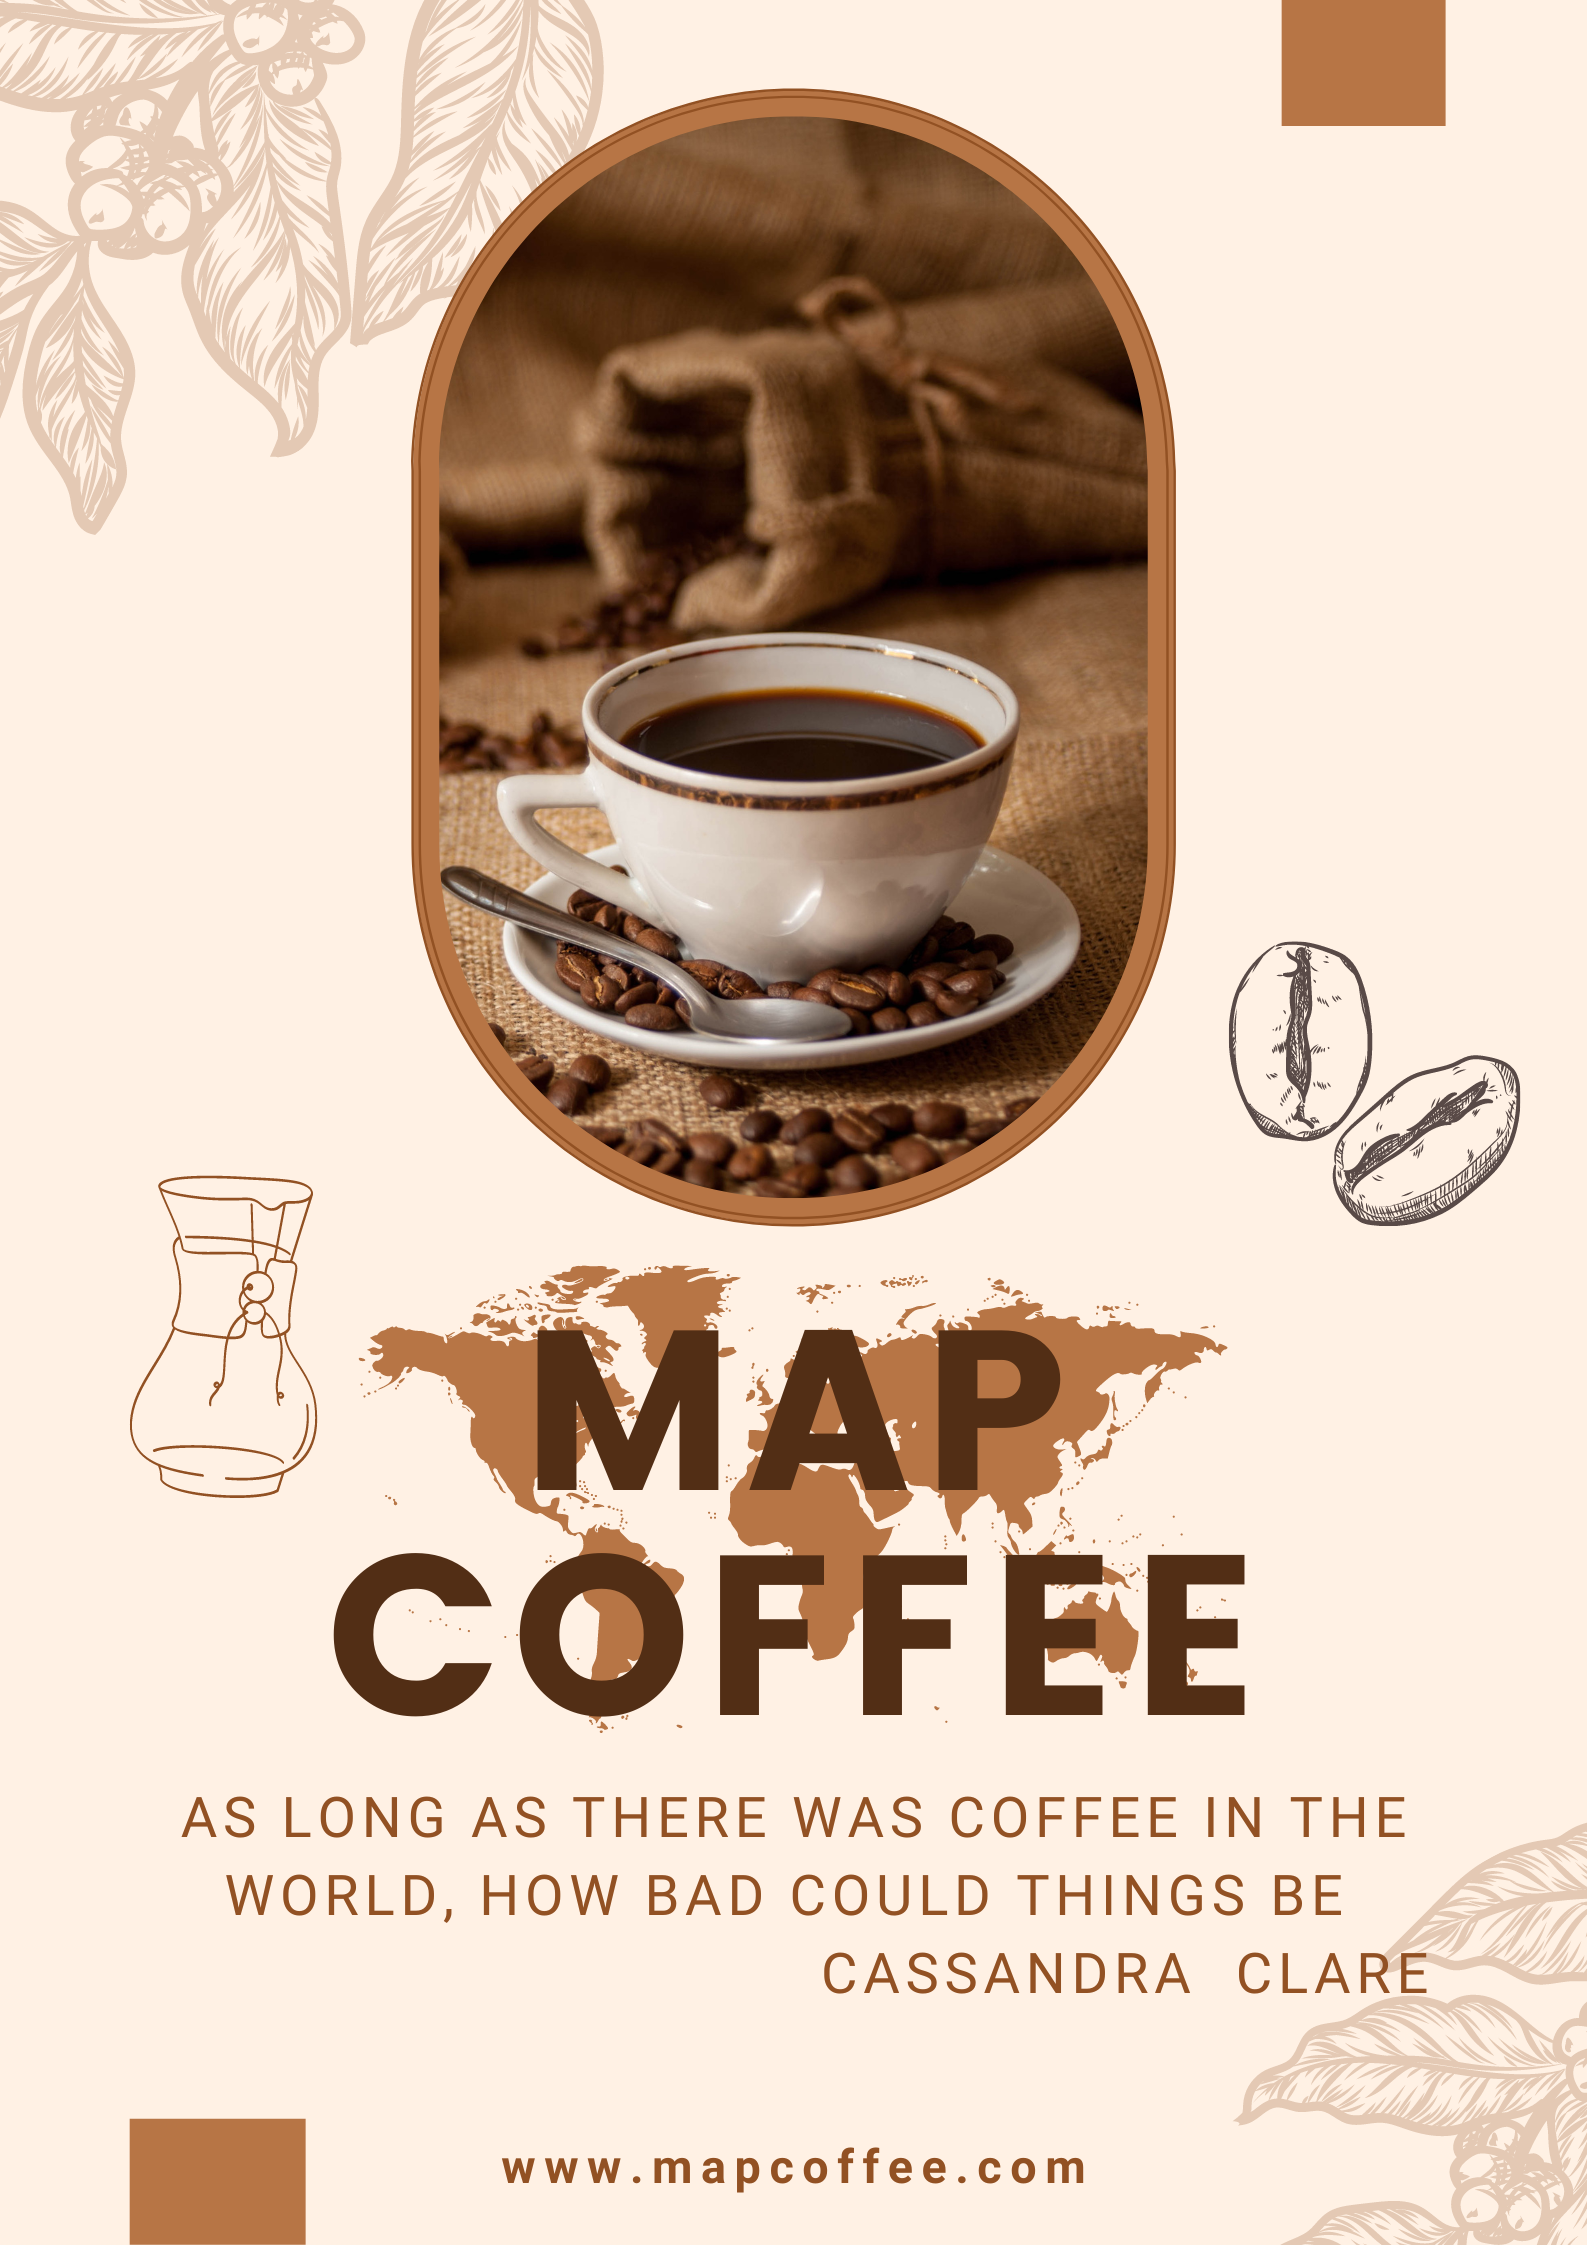 MAP
COFFEE
AS LONG AS THERE WAS COFFEE IN THE
WORLD, HOW BAD COULD THINGS BE
CASSANDRA CLARE
www.mapcoffee.com